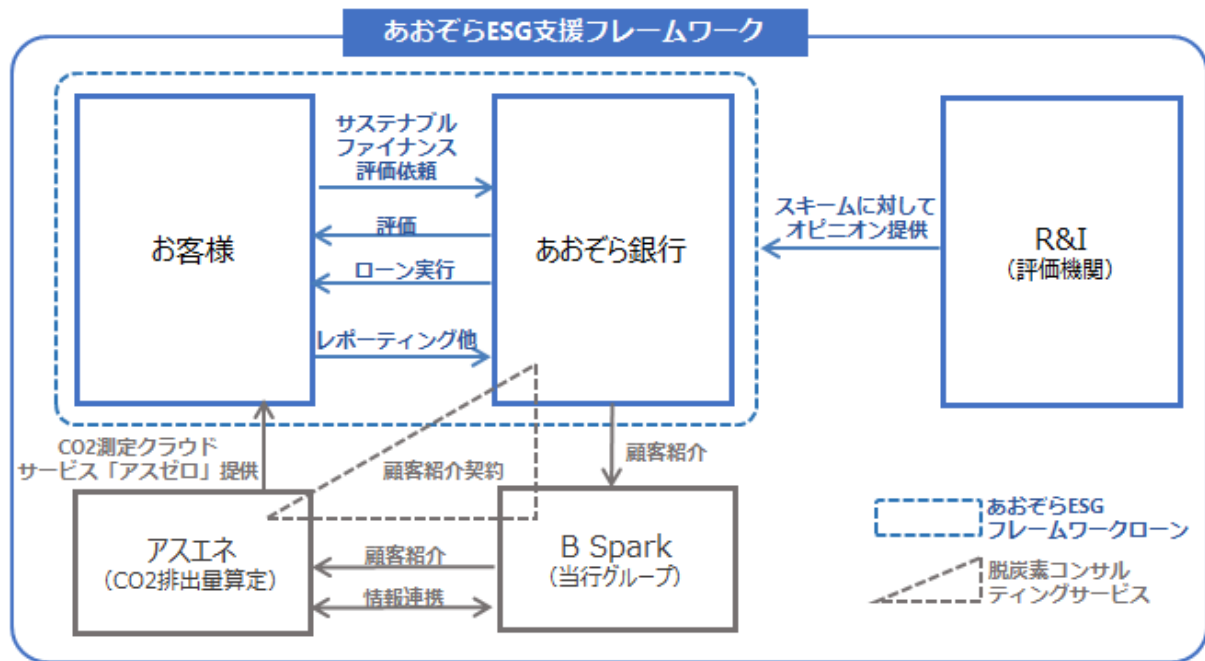 あおぞらESG支援フレームワーク
サステナブル
ファイナンス
評価依頼
お客様
評価
ローン実行
レポーティング他
あおぞら銀行
スキームに対して
オピニオン提供
R&I
（評価機関）
CO2測定クラウド
サービス「アスゼロ」提供
顧客紹介契約
顧客紹介
アスエネ
（CO2排出量算定）
顧客紹介
情報連携
B Spark
（当行グループ）
あおぞらESG
フレームワークローン
脱炭素コンサル
ティングサービス